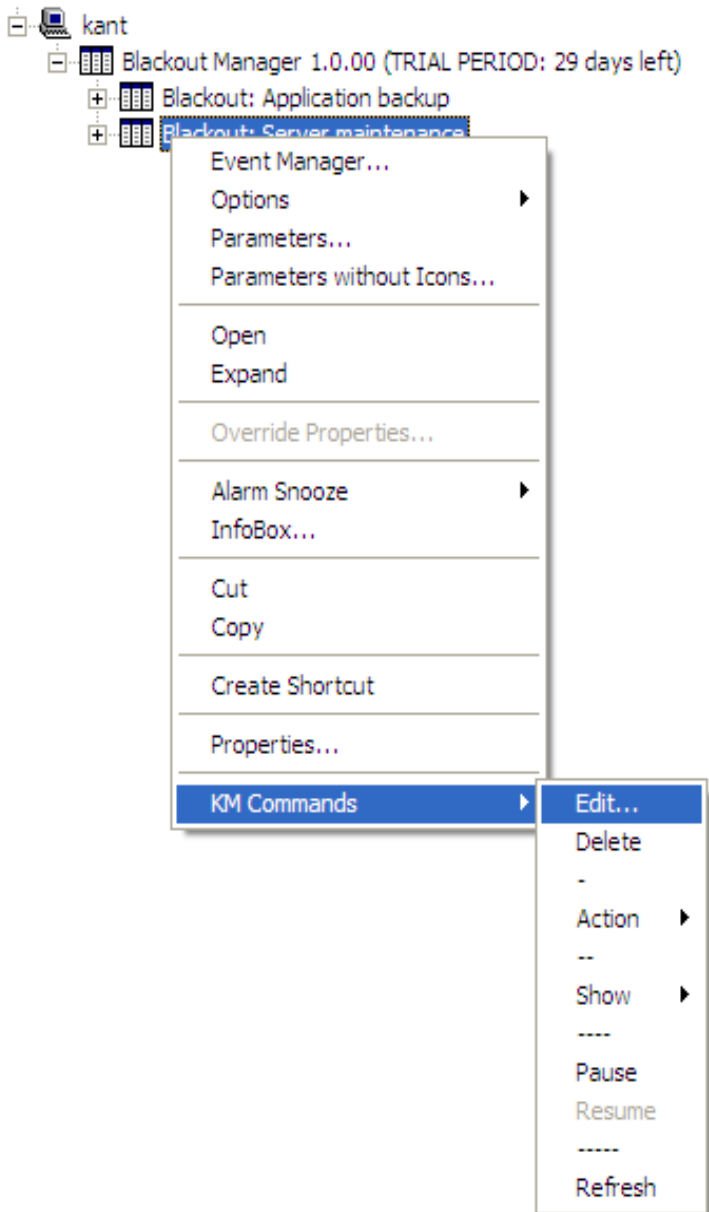 kant
Blackout Manager 1.0.00 (TRIAL PERIOD: 29 days left)
Blackout: Application backup
Blackout: Server maintenance
Event Manager...
Options
Parameters...
Parameters without Icons...
Open
Expand
Override Properties...
Alarm Snooze
InfoBox...
Cut
Copy
Create Shortcut
Properties...
KM Commands
Edit...
Delete
-
Action
--
Show
----
Pause
Resume
-----
Refresh